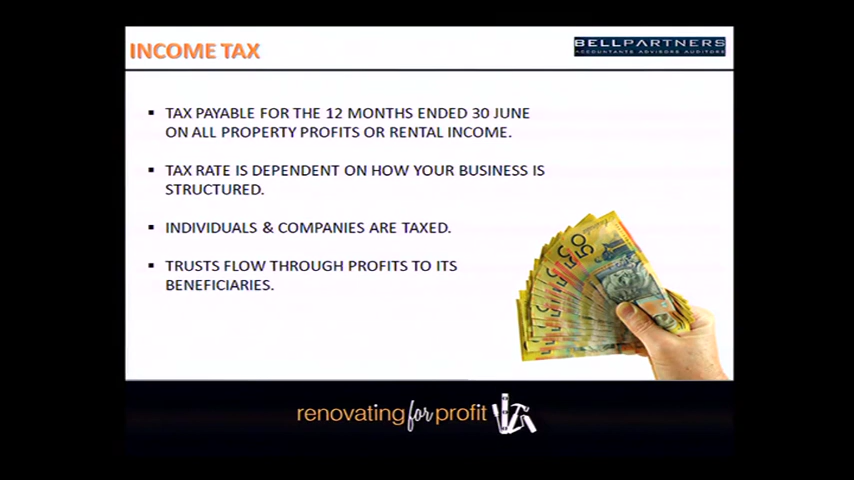 INCOME TAX
BELLPARTNERS
ACCOUNTANTS ADVISORS AUDITORS
TAX PAYABLE FOR THE 12 MONTHS ENDED 30 JUNE
ON ALL PROPERTY PROFITS OR RENTAL INCOME.
TAX RATE IS DEPENDENT ON HOW YOUR BUSINESS IS
STRUCTURED.
INDIVIDUALS & COMPANIES ARE TAXED.
TRUSTS FLOW THROUGH PROFITS TO ITS
BENEFICIARIES.
50
renovating for profit